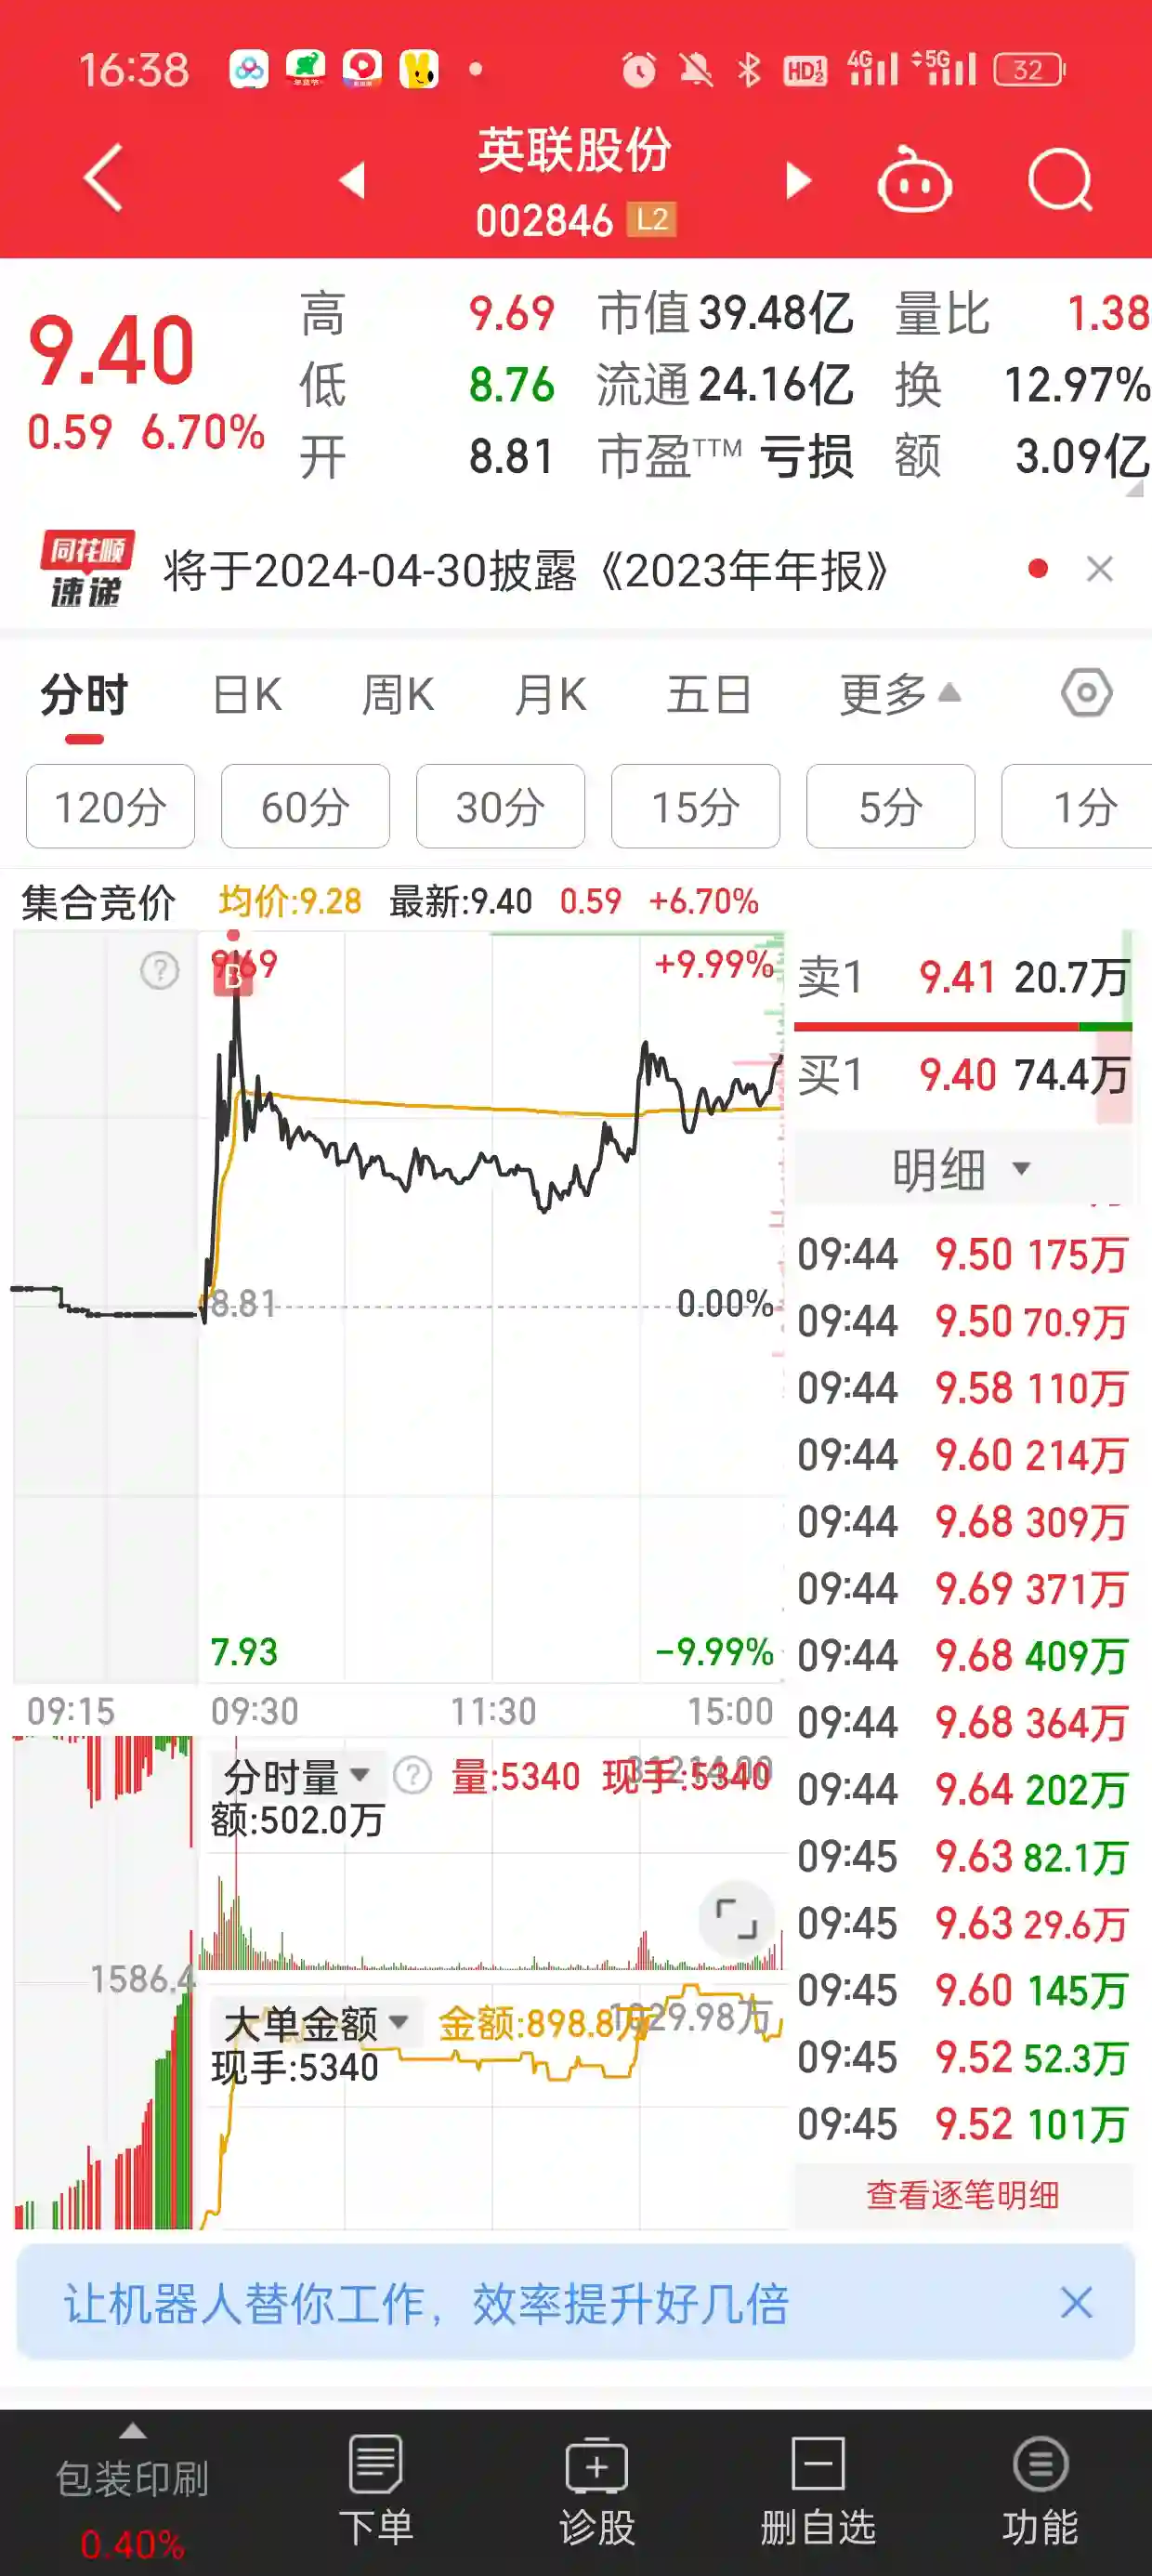 16:38
HD1 2 4G 5G 32
英联股份
002846 L2
9.40
0.59 6.70%
高 9.69 市值 39.48亿 量比 1.38
低 8.76 流通 24.16亿 换 12.97%
开 8.81 市盈TTM 亏损 额 3.09亿
同花顺
速递
将于2024-04-30披露《2023年年报》
分时 日K 周K 月K 五日 更多
120分 60分 30分 15分 5分 1分
集合竞价 均价:9.28 最新:9.40 0.59 +6.70%
9.69 +9.99%
B
8.81 0.00%
7.93 -9.99%
09:15 09:30 11:30 15:00
卖1 9.41 20.7万
买1 9.40 74.4万
明细
09:44 9.50 175万
09:44 9.50 70.9万
09:44 9.58 110万
09:44 9.60 214万
09:44 9.68 309万
09:44 9.69 371万
09:44 9.68 409万
09:44 9.68 364万
09:44 9.64 202万
09:45 9.63 82.1万
09:45 9.63 29.6万
09:45 9.60 145万
09:45 9.52 52.3万
09:45 9.52 101万
查看逐笔明细
分时量 量:5340 现手:5340
额:502.0万
1586.4
大单金额 金额:898.8万
现手:5340
让机器人替你工作，效率提升好几倍
包装印刷
0.40%
下单 诊股 删自选 功能